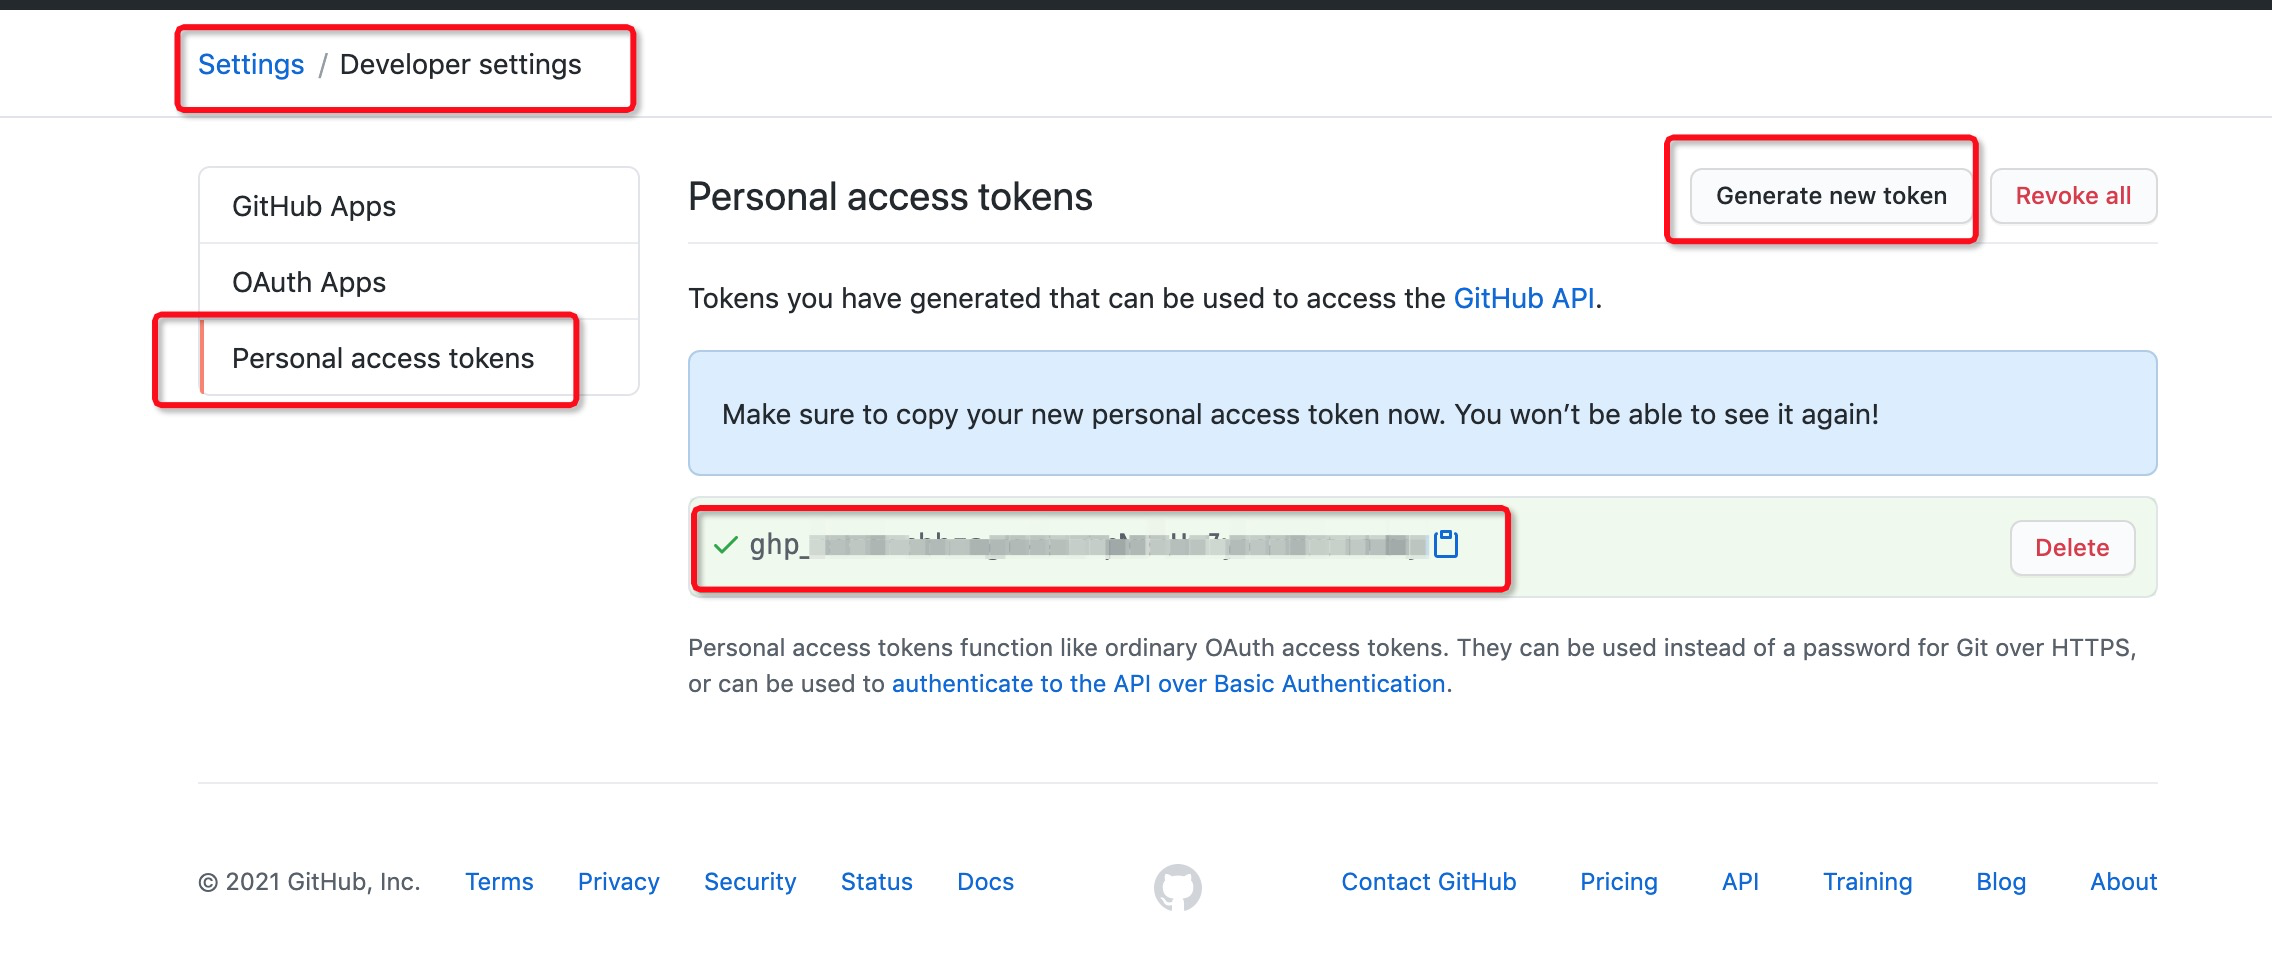 Settings / Developer settings
GitHub Apps
OAuth Apps
Personal access tokens
Personal access tokens
Generate new token
Revoke all
Tokens you have generated that can be used to access the GitHub API.
Make sure to copy your new personal access token now. You won’t be able to see it again!
ghp_
Delete
Personal access tokens function like ordinary OAuth access tokens. They can be used instead of a password for Git over HTTPS,
or can be used to authenticate to the API over Basic Authentication.
© 2021 GitHub, Inc. Terms Privacy Security Status Docs Contact GitHub Pricing API Training Blog About